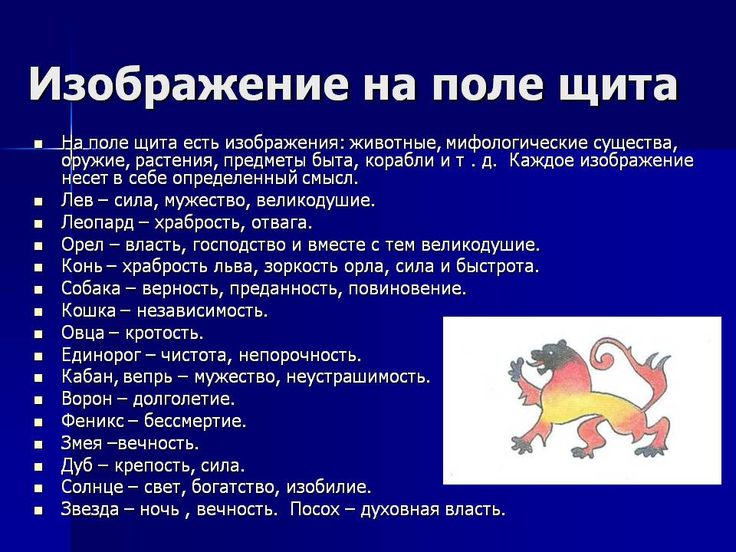 Изображение на поле щита
На поле щита есть изображения: животные, мифологические существа,
оружие, растения, предметы быта, корабли и т . д. Каждое изображение
несет в себе определенный смысл.
Лев – сила, мужество, великодушие.
Леопард – храбрость, отвага.
Орел – власть, господство и вместе с тем великодушие.
Конь – храбрость льва, зоркость орла, сила и быстрота.
Собака – верность, преданность, повиновение.
Кошка – независимость.
Овца – кротость.
Единорог – чистота, непорочность.
Кабан, вепрь – мужество, неустрашимость.
Ворон – долголетие.
Феникс – бессмертие.
Змея –вечность.
Дуб – крепость, сила.
Солнце – свет, богатство, изобилие.
Звезда – ночь , вечность. Посох – духовная власть.